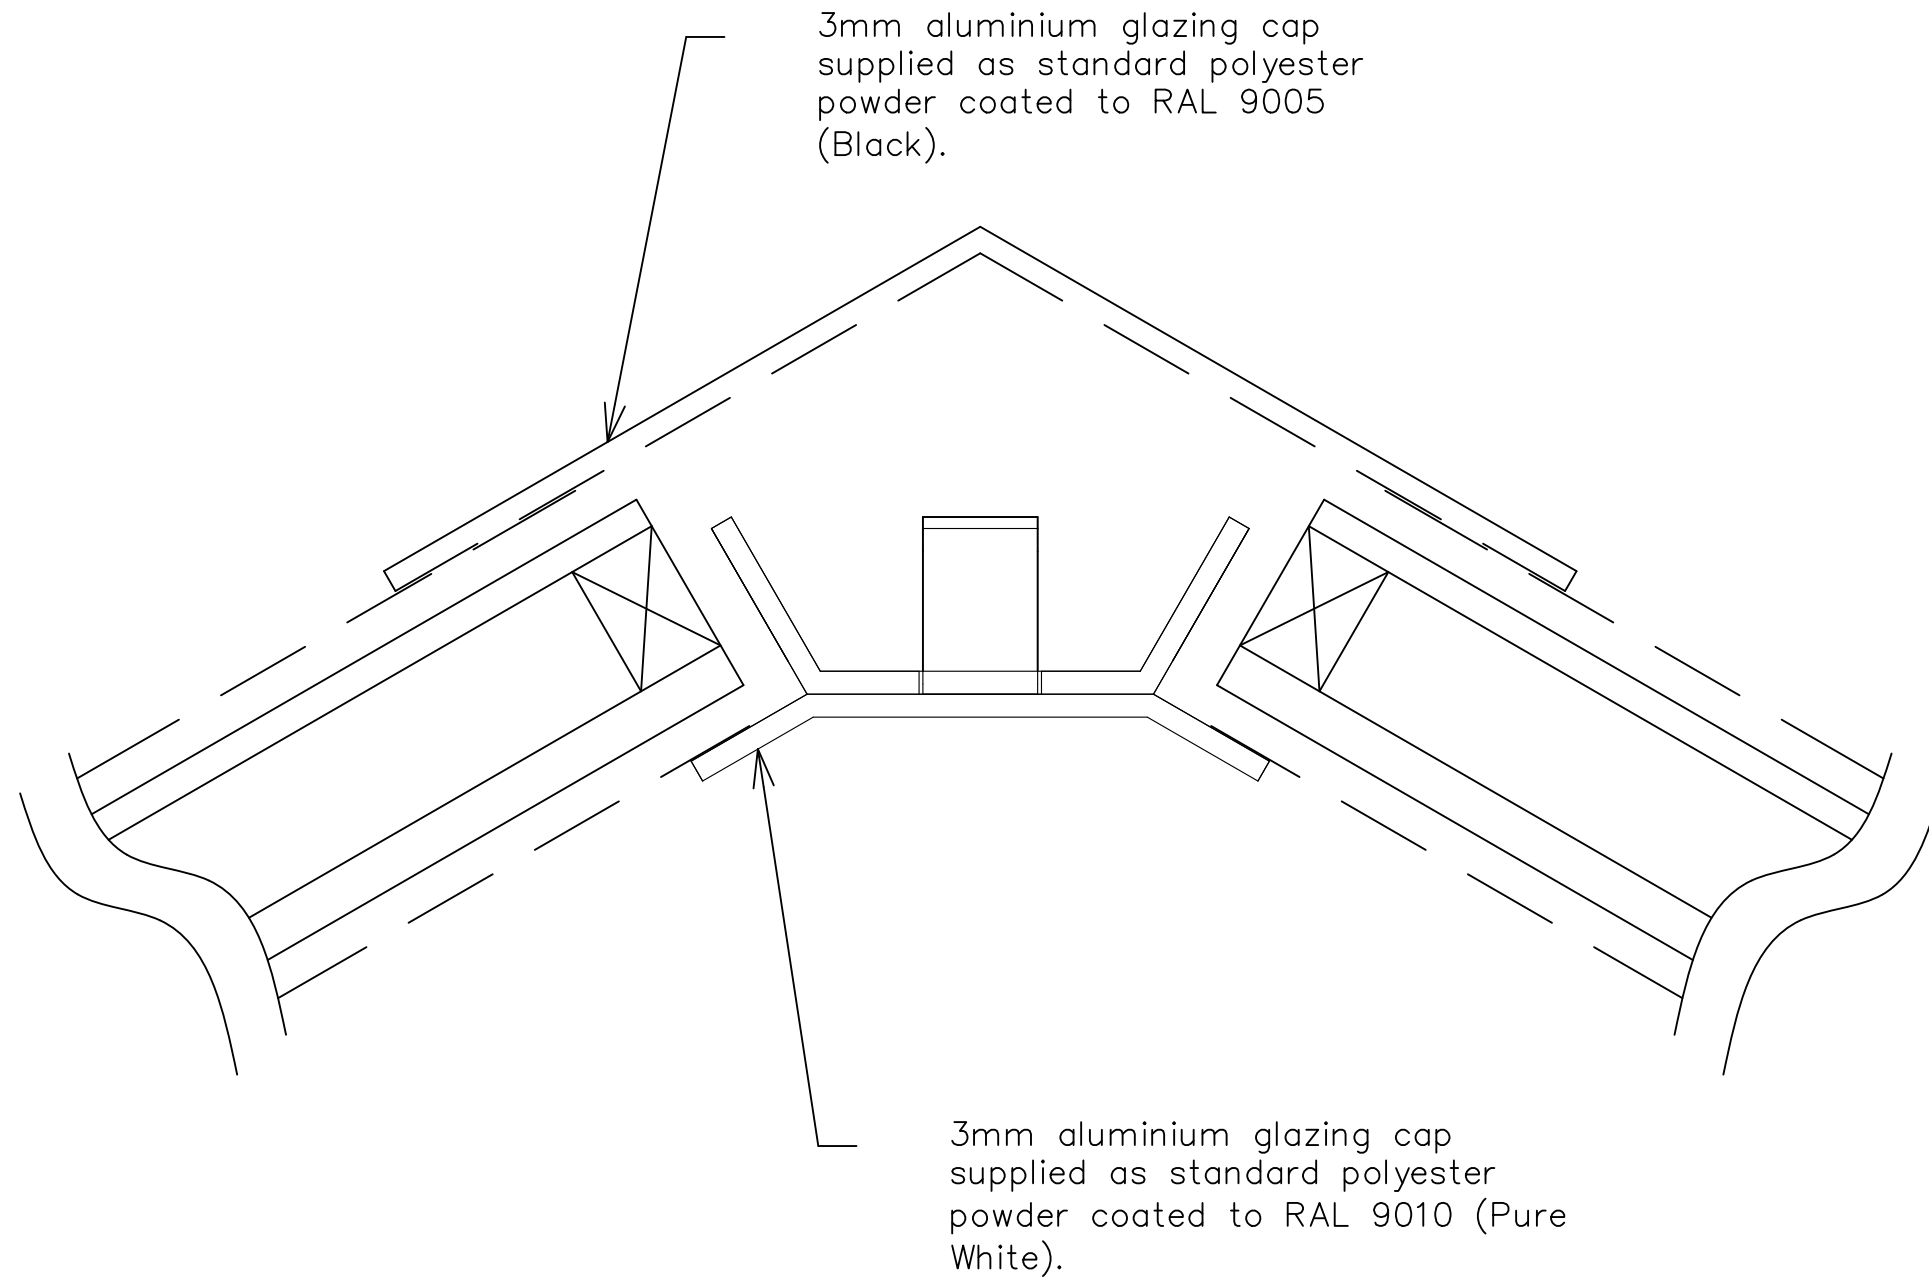 3mm aluminium glazing cap
supplied as standard polyester
powder coated to RAL 9005
(Black).
3mm aluminium glazing cap
supplied as standard polyester
powder coated to RAL 9010 (Pure
White).